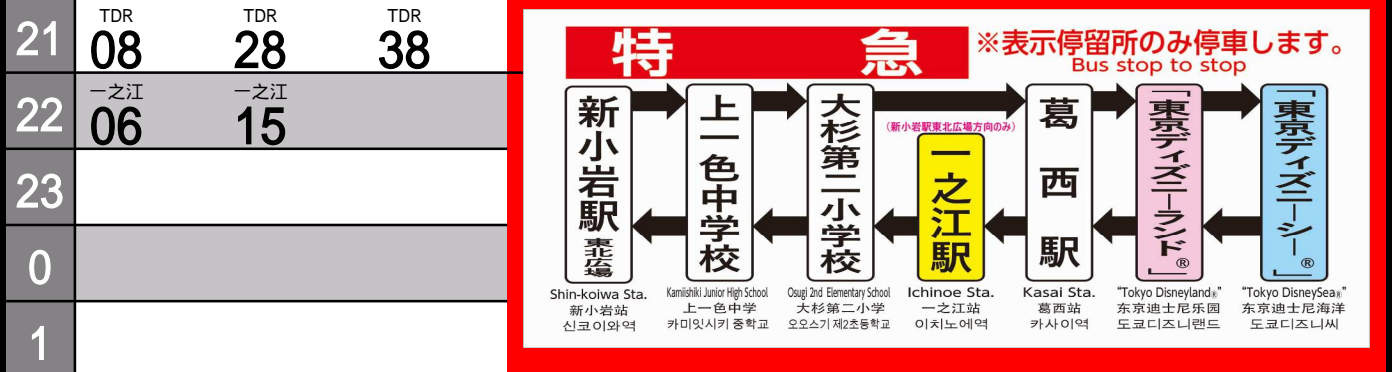 21
TDR TDR TDR
08 28 38
22
一之江 一之江
06 15
23
0
1
特急
※表示停留所のみ停車します。
Bus stop to stop
新小岩駅 東北広場
上一色中学校
大杉第二小学校
(新小岩駅東北広場方向のみ)
一之江駅
葛西駅
「東京ディズニーランド」®
「東京ディズニーシー」®
Shin-koiwa Sta.
新小岩站
신코이와역
Kamiishiki Junior High School
上一色中学
카미잇시키 중학교
Osugi 2nd Elementary School
大杉第二小学
오오스기 제2초등학교
Ichinoe Sta.
一之江站
이치노에역
Kasai Sta.
葛西站
카사이역
"Tokyo Disneyland®"
东京迪士尼乐园
도쿄디즈니랜드
"Tokyo DisneySea®"
东京迪士尼海洋
도쿄디즈니씨